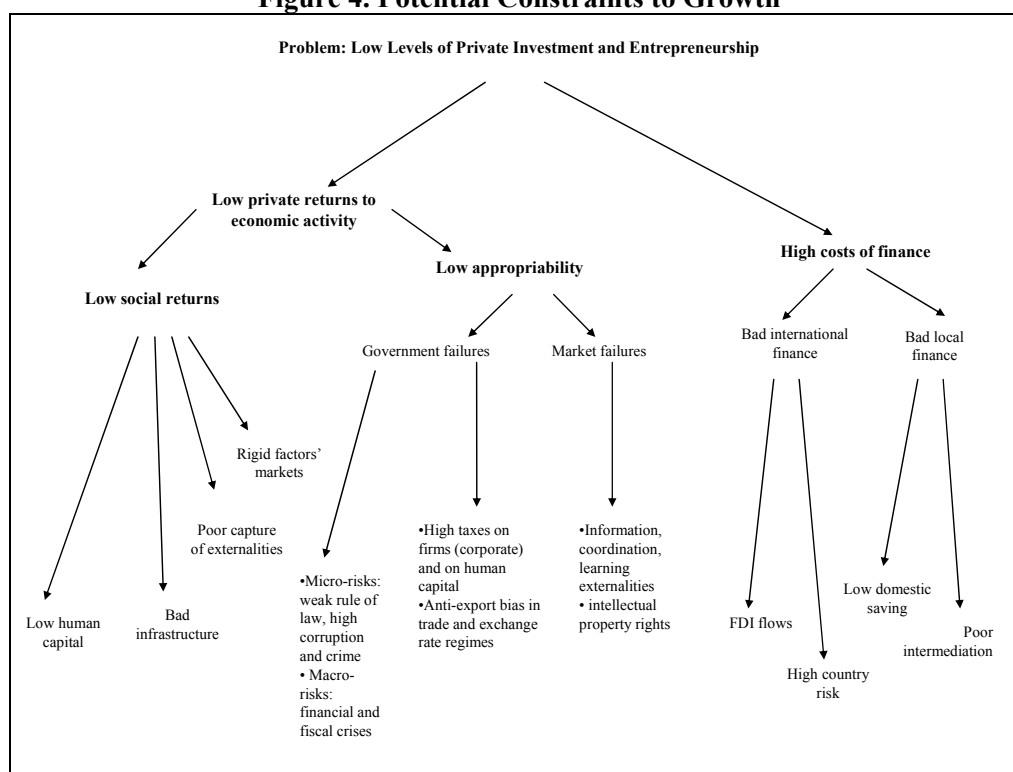 Figure 4. Potential Constraints to Growth
Problem: Low Levels of Private Investment and Entrepreneurship
Low private returns to
economic activity
High costs of finance
Low appropriability
Low social returns
Bad international
finance
Bad local
finance
Government failures
Market failures
Rigid factors’
markets
Poor capture
of externalities
Low human
capital
Bad
infrastructure
•Micro-risks:
weak rule of
law, high
corruption
and crime
• Macro-
risks:
financial and
fiscal crises
•High taxes on
firms (corporate)
and on human
capital
•Anti-export bias in
trade and exchange
rate regimes
•Information,
coordination,
learning
externalities
• intellectual
property rights
FDI flows
High country
risk
Low domestic
saving
Poor
intermediation